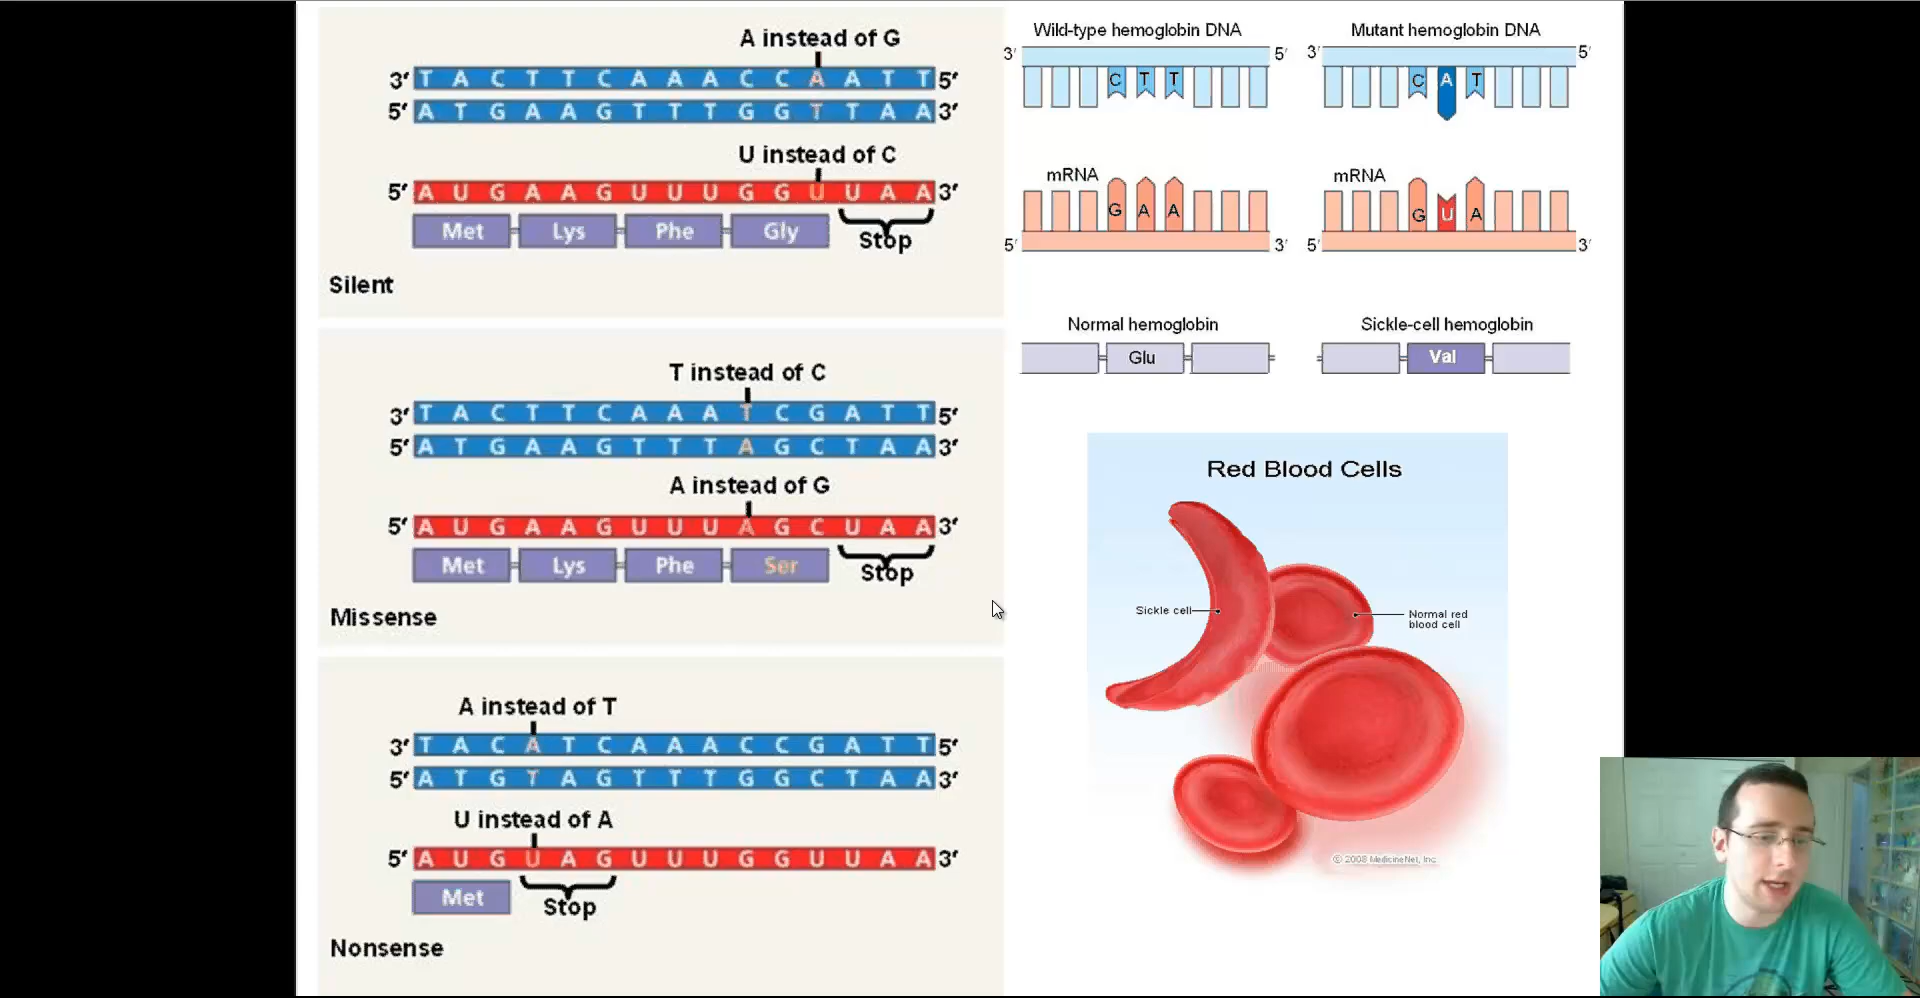 A instead of G
3′ T A C T T C A A A C C A A T T 5′
5′ A T G A A G T T T G G T T A A 3′
U instead of C
5′ A U G A A G U U U G G U U A A 3′
Met Lys Phe Gly Stop
Silent
T instead of C
3′ T A C T T C A A A T C G A T T 5′
5′ A T G A A G T T T A G C T A A 3′
A instead of G
5′ A U G A A G U U U A G C U A A 3′
Met Lys Phe Ser Stop
Missense
A instead of T
3′ T A C A T C A A A C C G A T T 5′
5′ A T G T A G T T T G G C T A A 3′
U instead of A
5′ A U G U A G U U U G G U U A A 3′
Met Stop
Nonsense
Wild-type hemoglobin DNA
3′ 5′
C T T
mRNA
G A A
5′ 3′
Normal hemoglobin
Glu
Mutant hemoglobin DNA
3′ 5′
C A T
mRNA
G U A
5′ 3′
Sickle-cell hemoglobin
Val
Red Blood Cells
Sickle cell
Normal red
blood cell
© 2008 MedicineNet, Inc.